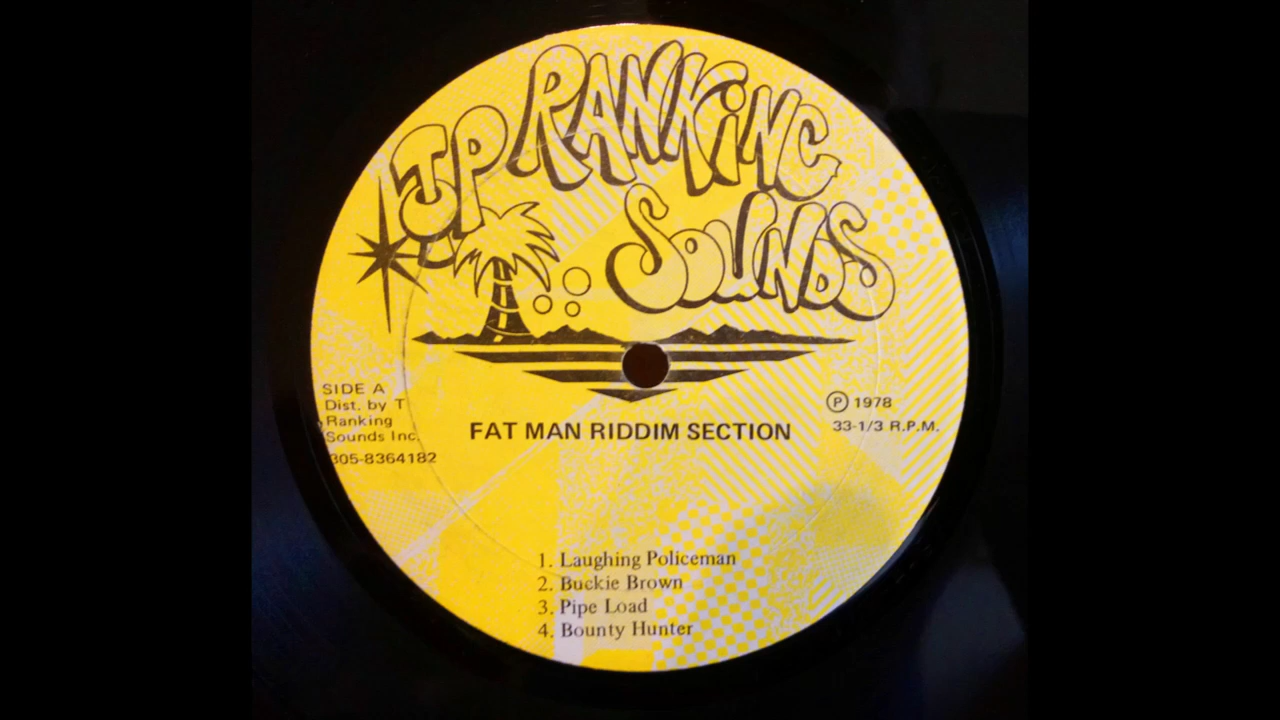 JP RANKiNG
SOUNDS
SIDE A
Dist. by T
Ranking
Sounds Inc.
305-8364182
Ⓟ 1978
33-1/3 R.P.M.
FAT MAN RIDDIM SECTION
1. Laughing Policeman
2. Buckie Brown
3. Pipe Load
4. Bounty Hunter